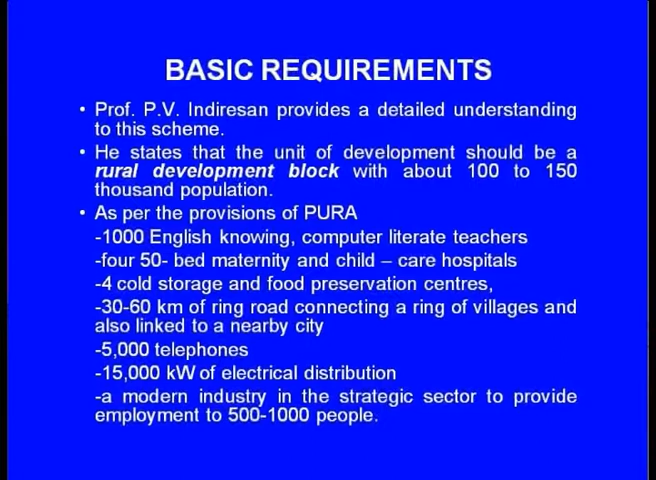 BASIC REQUIREMENTS
• Prof. P.V. Indiresan provides a detailed understanding
to this scheme.
• He states that the unit of development should be a
rural development block with about 100 to 150
thousand population.
• As per the provisions of PURA
-1000 English knowing, computer literate teachers
-four 50- bed maternity and child – care hospitals
-4 cold storage and food preservation centres,
-30-60 km of ring road connecting a ring of villages and
also linked to a nearby city
-5,000 telephones
-15,000 kW of electrical distribution
-a modern industry in the strategic sector to provide
employment to 500-1000 people.